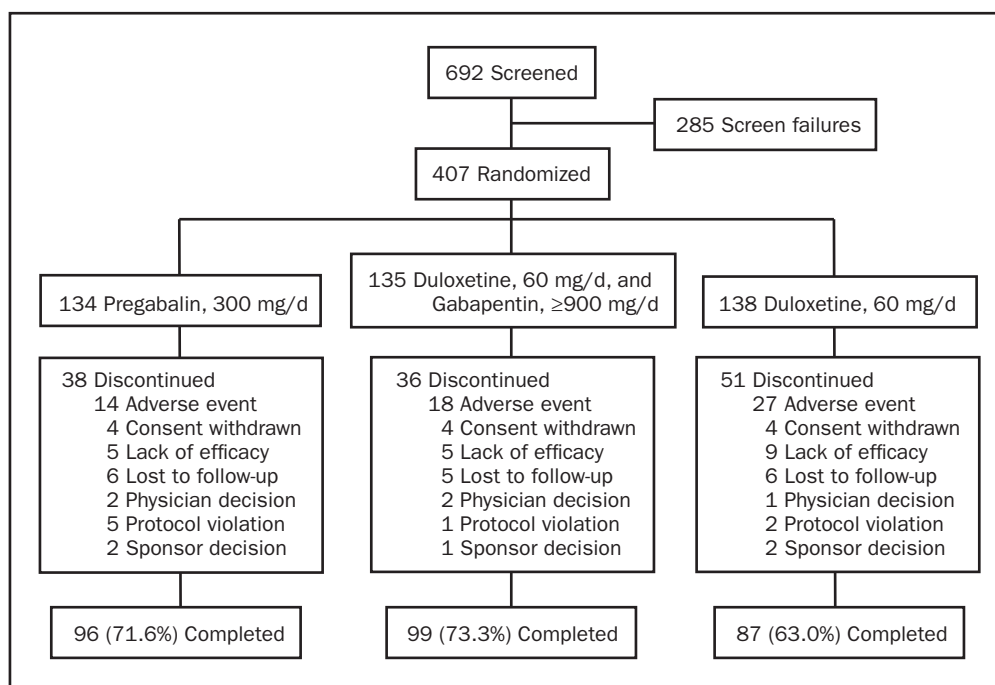 692 Screened
285 Screen failures
407 Randomized
134 Pregabalin, 300 mg/d
135 Duloxetine, 60 mg/d, and
Gabapentin, ≥900 mg/d
138 Duloxetine, 60 mg/d
38 Discontinued
14 Adverse event
4 Consent withdrawn
5 Lack of efficacy
6 Lost to follow-up
2 Physician decision
5 Protocol violation
2 Sponsor decision
36 Discontinued
18 Adverse event
4 Consent withdrawn
5 Lack of efficacy
5 Lost to follow-up
2 Physician decision
1 Protocol violation
1 Sponsor decision
51 Discontinued
27 Adverse event
4 Consent withdrawn
9 Lack of efficacy
6 Lost to follow-up
1 Physician decision
2 Protocol violation
2 Sponsor decision
96 (71.6%) Completed
99 (73.3%) Completed
87 (63.0%) Completed